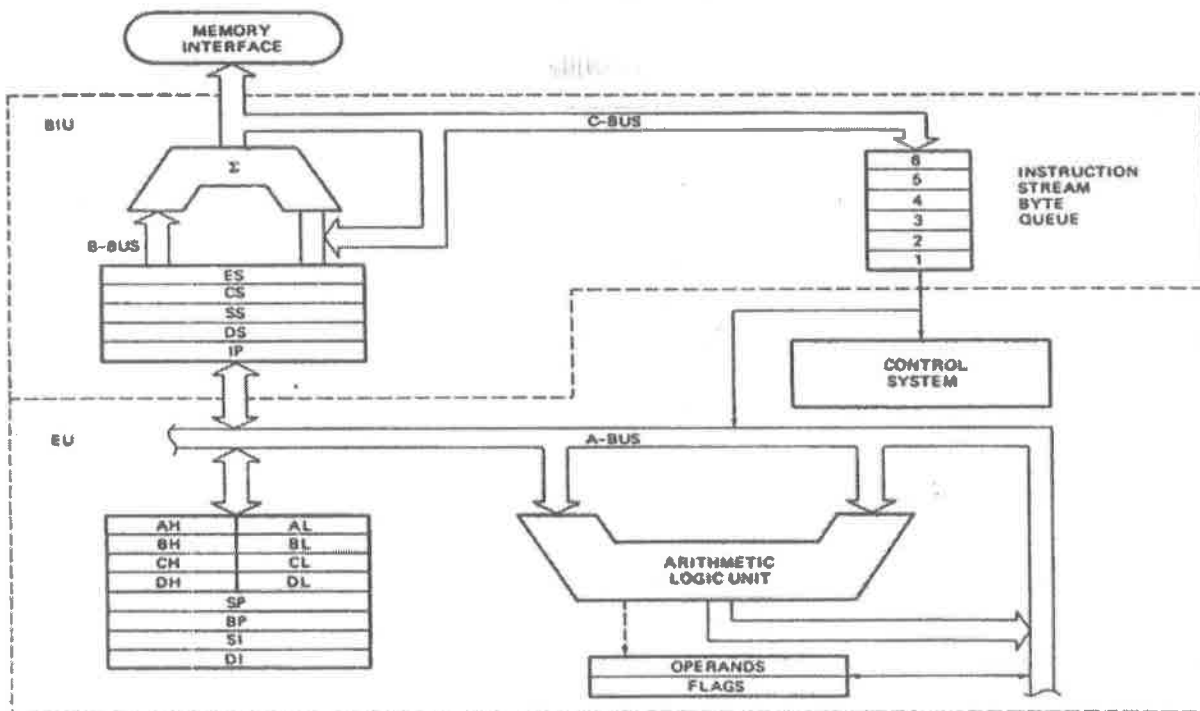 MEMORY
INTERFACE
BIU
C-BUS
Σ
B-BUS
6
5
4
3
2
1
INSTRUCTION
STREAM
BYTE
QUEUE
ES
CS
SS
DS
IP
CONTROL
SYSTEM
EU
A-BUS
AH AL
BH BL
CH CL
DH DL
SP
BP
SI
DI
ARITHMETIC
LOGIC UNIT
OPERANDS
FLAGS